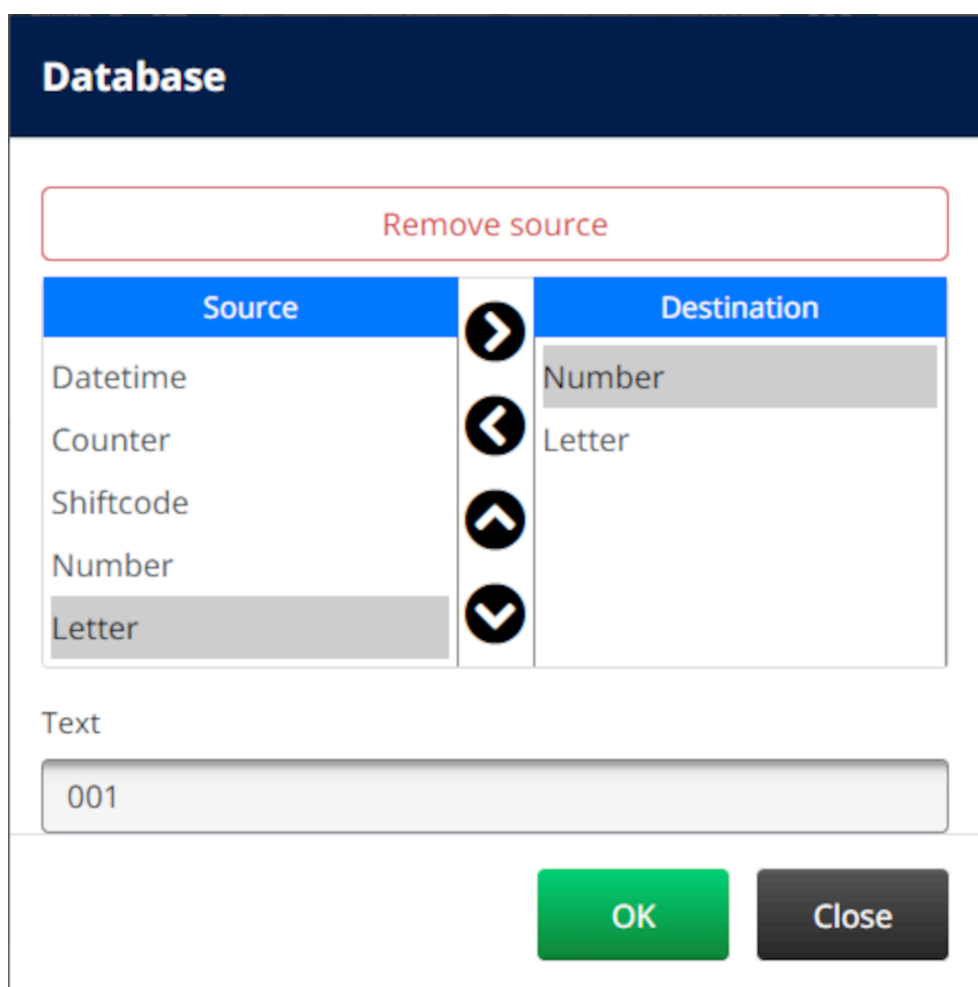 Database
Remove source
Source
Destination
Datetime
Counter
Shiftcode
Number
Letter
Number
Letter
Text
001
OK
Close